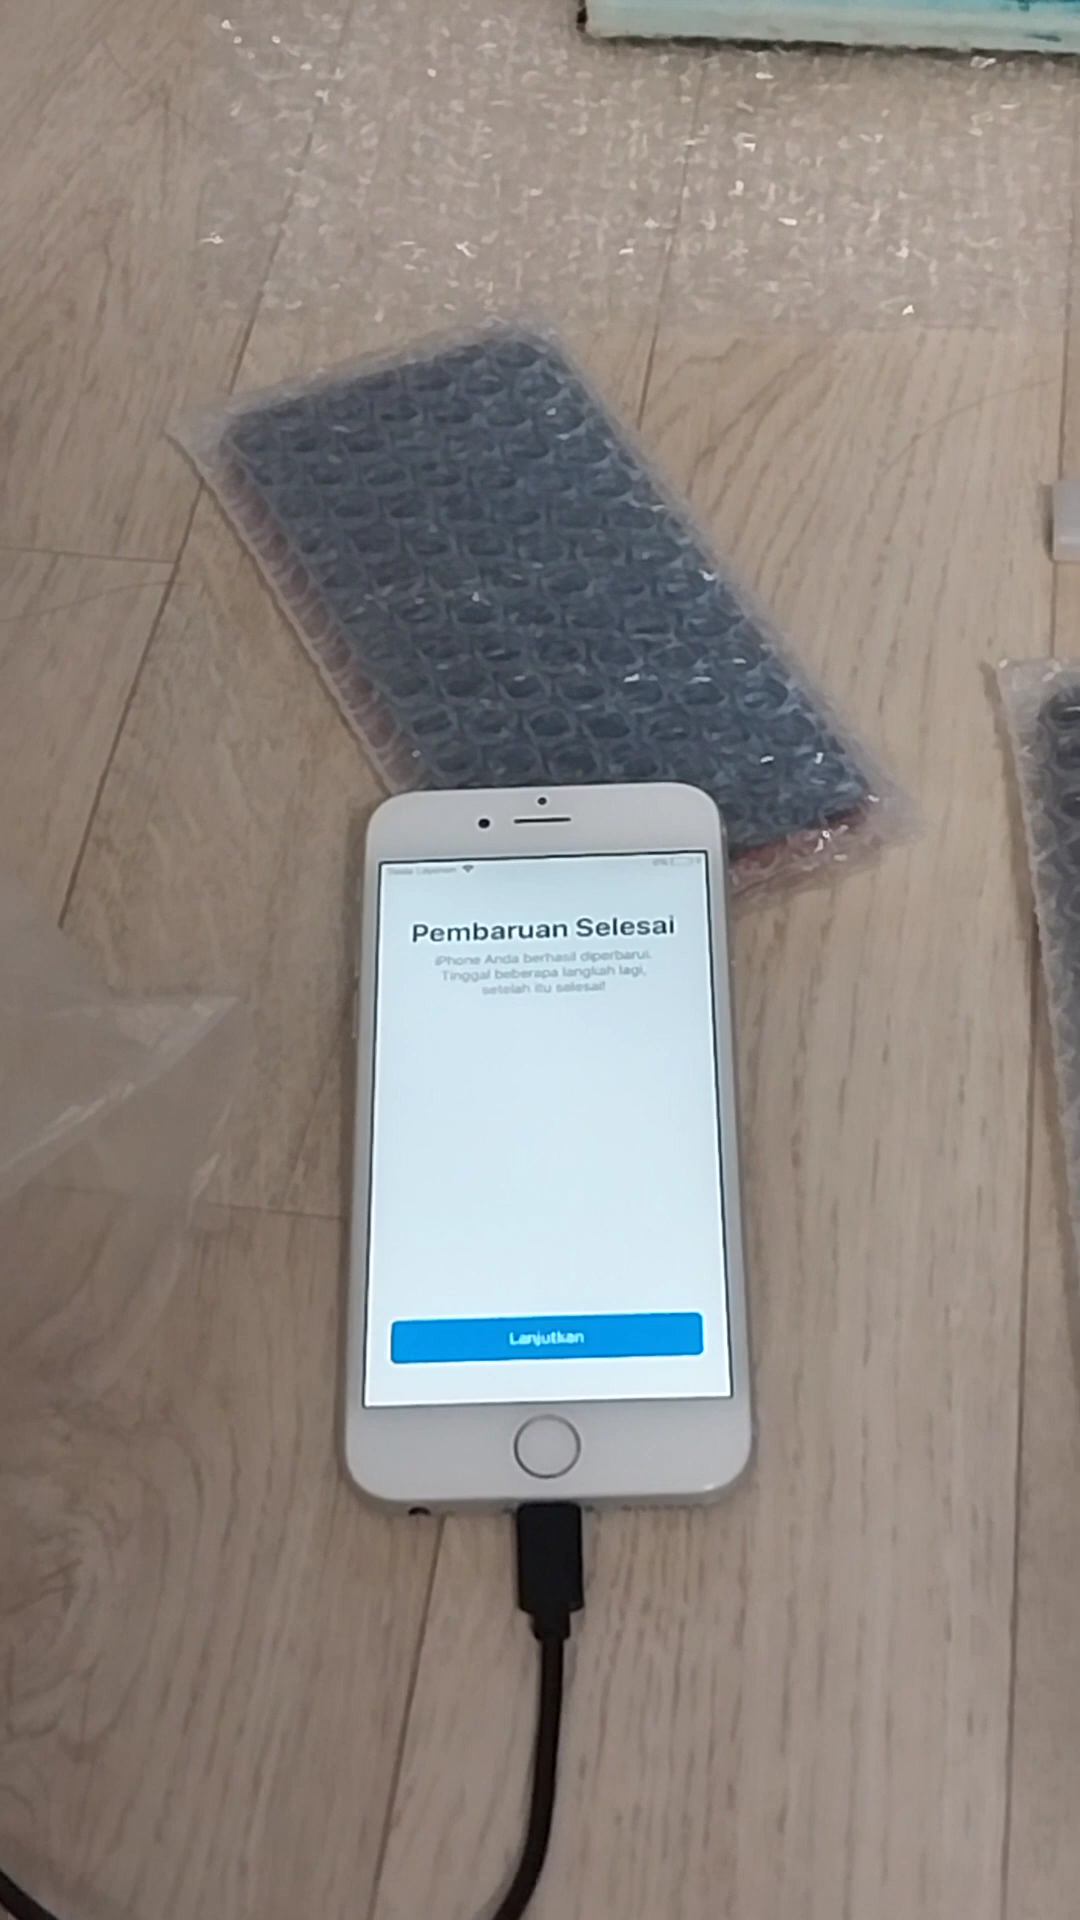 Pembaruan Selesai
iPhone Anda berhasil diperbarui.
Tinggal beberapa langkah lagi,
setelah itu selesai!
Lanjutkan